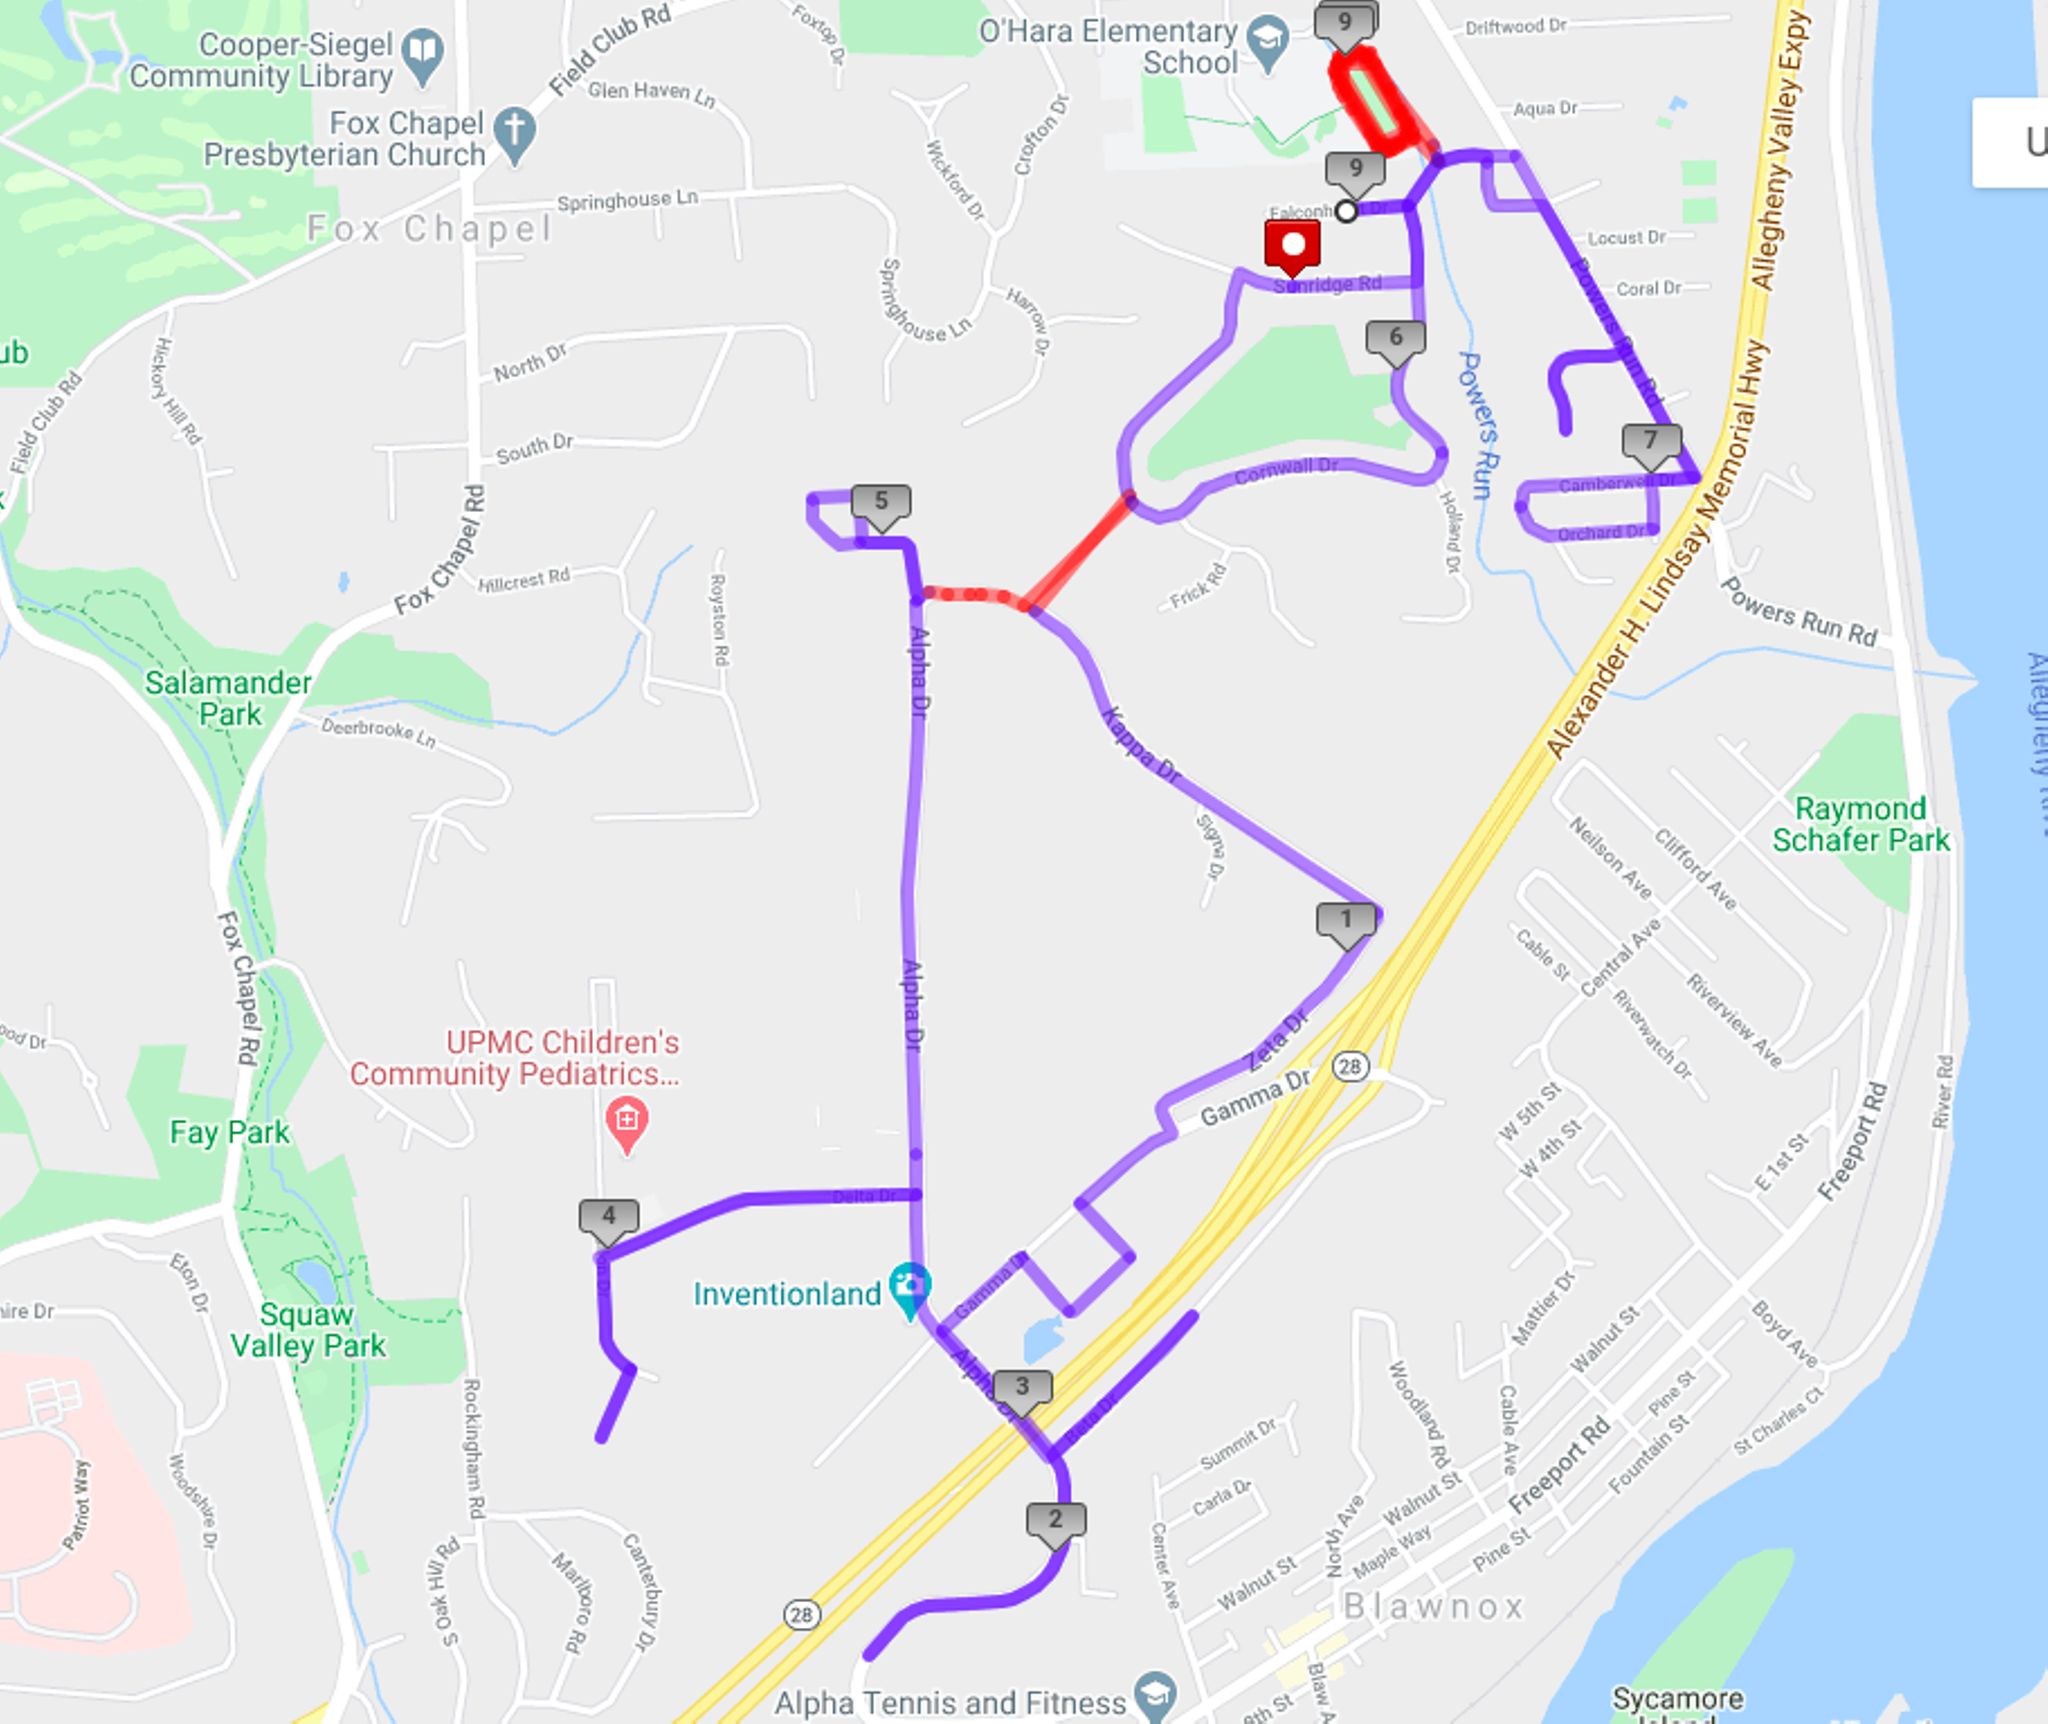 Cooper-Siegel
Community Library
Field Club Rd
Foxtop Dr
O'Hara Elementary
School
9
Driftwood Dr
Allegheny Valley Expy
Glen Haven Ln
Fox Chapel
Presbyterian Church
Crofton Dr
Aqua Dr
U
Wickford Dr
9
Springhouse Ln
Fox Chapel
Locust Dr
Sunridge Rd
Coral Dr
Springhouse Ln
Harrow Dr
Powers Run Rd
6
ub
Hickory Hill Rd
North Dr
Field Club Rd
Powers Run
7
South Dr
Cornwall Dr
Camberwell Dr
Holland Dr
Orchard Dr
5
Fox Chapel Rd
Hillcrest Rd
Royston Rd
Frick Rd
Powers Run Rd
Alexander H. Lindsay Memorial Hwy
Alpha Dr
Salamander
Park
Deerbrooke Ln
Kappa Dr
Sigma Dr
Raymond
Schafer Park
Neilson Ave
Clifford Ave
1
Fox Chapel Rd
Cable St
Central Ave
Alpha Dr
Riverwatch Dr
Riverview Ave
ood Dr
UPMC Children's
Community Pediatrics...
Zeta Dr
Gamma Dr
28
River Rd
Freeport Rd
Fay Park
W 5th St
W 4th St
E 1st St
Delta Dr
4
Eton Dr
Inventionland
Gamma Dr
Squaw
Valley Park
Mattier Dr
Walnut St
Boyd Ave
Alpha Dr
3
Beta Dr
Woodland Rd
Cable Ave
Pine St
St Charles Ct
Rockingham Rd
Summit Dr
Freeport Rd
Fountain St
Patriot Way
Woodshire Dr
Carla Dr
Walnut St
2
Center Ave
North Ave
Maple Way
Pine St
S Oak Hill Rd
Marlboro Rd
Canterbury Dr
Walnut St
Blawnox
28
Alpha Tennis and Fitness
8th St
Blaw A
Sycamore
Island